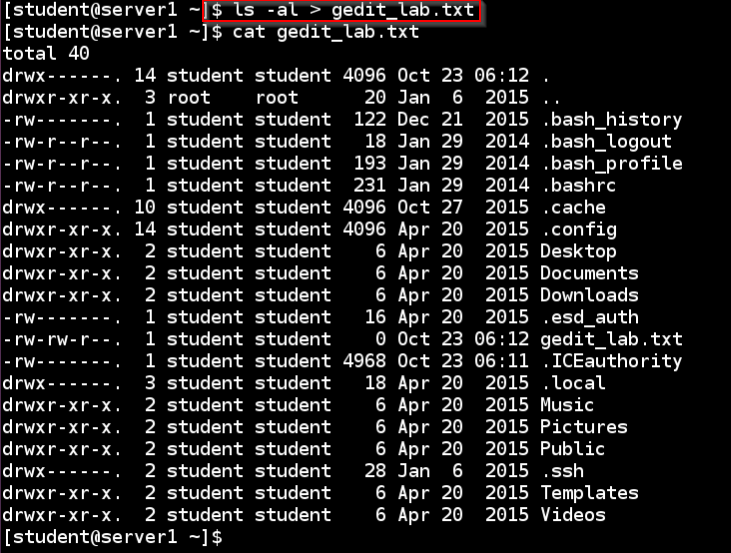 [student@server1 ~]$ ls -al > gedit_lab.txt
[student@server1 ~]$ cat gedit_lab.txt
total 40
drwx------. 14 student student 4096 Oct 23 06:12 .
drwxr-xr-x.  3 root    root      20 Jan  6  2015 ..
-rw-------.  1 student student  122 Dec 21  2015 .bash_history
-rw-r--r--.  1 student student   18 Jan 29  2014 .bash_logout
-rw-r--r--.  1 student student  193 Jan 29  2014 .bash_profile
-rw-r--r--.  1 student student  231 Jan 29  2014 .bashrc
drwx------. 10 student student 4096 Oct 27  2015 .cache
drwxr-xr-x. 14 student student 4096 Apr 20  2015 .config
drwxr-xr-x.  2 student student    6 Apr 20  2015 Desktop
drwxr-xr-x.  2 student student    6 Apr 20  2015 Documents
drwxr-xr-x.  2 student student    6 Apr 20  2015 Downloads
-rw-------.  1 student student   16 Apr 20  2015 .esd_auth
-rw-rw-r--.  1 student student    0 Oct 23 06:12 gedit_lab.txt
-rw-------.  1 student student 4968 Oct 23 06:11 .ICEauthority
drwx------.  3 student student   18 Apr 20  2015 .local
drwxr-xr-x.  2 student student    6 Apr 20  2015 Music
drwxr-xr-x.  2 student student    6 Apr 20  2015 Pictures
drwxr-xr-x.  2 student student    6 Apr 20  2015 Public
drwx------.  2 student student   28 Jan  6  2015 .ssh
drwxr-xr-x.  2 student student    6 Apr 20  2015 Templates
drwxr-xr-x.  2 student student    6 Apr 20  2015 Videos
[student@server1 ~]$